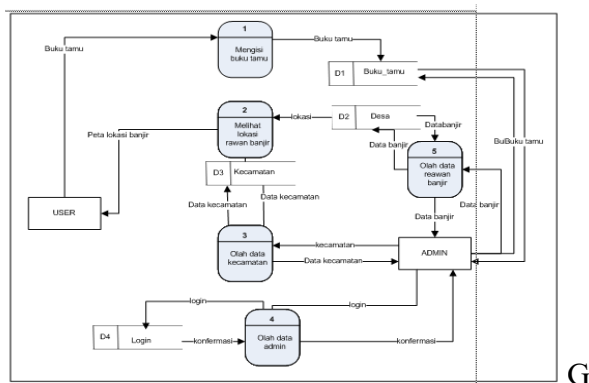 1
Mengisi
buku tamu
Buku tamu
Buku tamu
D1
Buku_tamu
2
Melihat
lokasi
rawan banjir
lokasi
D2
Desa
Databanjir
Data banjir
5
Olah data
reawan
banjir
BuBuku tamu
Peta lokasi banjir
D3
Kecamatan
Data kecamatan
Data kecamatan
USER
Data banjir
Data banjir
3
Olah data
kecamatan
kecamatan
Data kecamatan
ADMIN
login
login
4
Olah data
admin
D4
Login
konfermasi
konfermasi
G